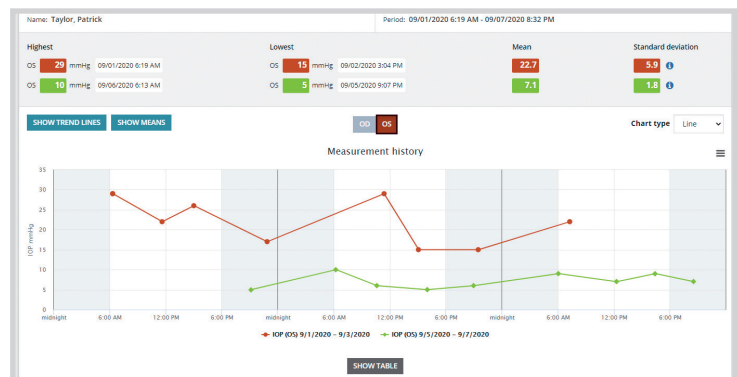 Name: Taylor, Patrick Period: 09/01/2020 6:19 AM - 09/07/2020 8:32 PM
Highest Lowest Mean Standard deviation
OS 29 mmHg 09/01/2020 6:19 AM OS 15 mmHg 09/02/2020 3:04 PM 22.7 5.9
OS 10 mmHg 09/06/2020 6:13 AM OS 5 mmHg 09/05/2020 9:07 PM 7.1 1.8
SHOW TREND LINES SHOW MEANS OD OS Chart type Line
Measurement history
35
30
25
20
15
10
5
0
IOP mmHg
midnight 6:00 AM 12:00 PM 6:00 PM midnight 6:00 AM 12:00 PM 6:00 PM midnight 6:00 AM 12:00 PM 6:00 PM
IOP (OS) 9/1/2020 – 9/3/2020 IOP (OS) 9/5/2020 – 9/7/2020
SHOW TABLE